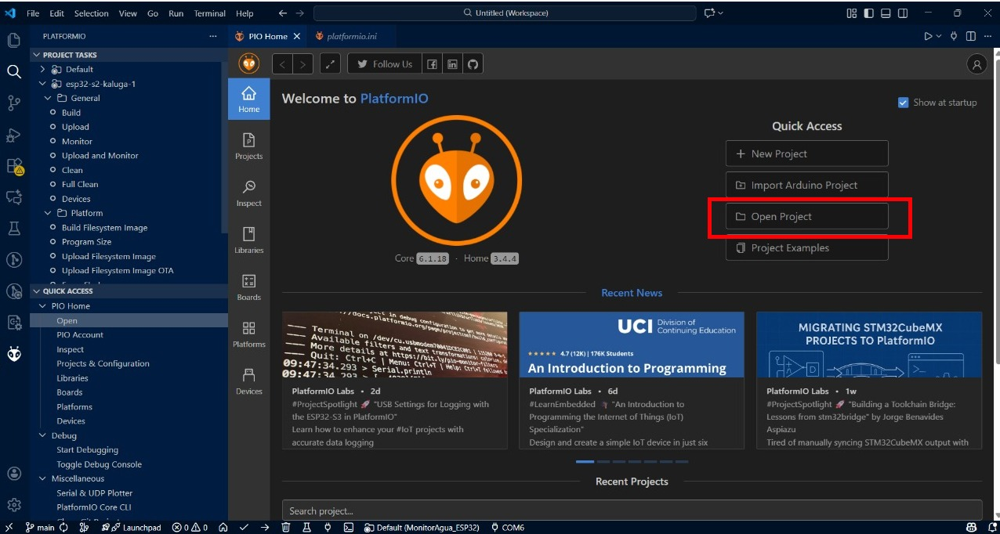 File Edit Selection View Go Run Terminal Help
Untitled (Workspace)
PLATFORMIO
PIO Home
platformio.ini
PROJECT TASKS
Default
esp32-s2-kaluga-1
General
Build
Upload
Monitor
Upload and Monitor
Clean
Full Clean
Devices
Platform
Build Filesystem Image
Program Size
Upload Filesystem Image
Upload Filesystem Image OTA
QUICK ACCESS
PIO Home
Open
PIO Account
Inspect
Projects & Configuration
Libraries
Boards
Platforms
Devices
Debug
Start Debugging
Toggle Debug Console
Miscellaneous
Serial & UDP Plotter
PlatformIO Core CLI
Follow Us
Home
Projects
Inspect
Libraries
Boards
Platforms
Devices
Welcome to PlatformIO
Show at startup
Core 6.1.18 · Home 3.4.4
Quick Access
New Project
Import Arduino Project
Open Project
Project Examples
Recent News
--- Terminal on /dev/cu.usbmodem
--- Available filters and text transformations:
--- More details at https://bit.ly/pio-monitor-filters
--- Quit: Ctrl+C | Menu: Ctrl+T | Help: Ctrl+T followed
09:47:34.293 > Serial.println
PlatformIO Labs • 2d
#ProjectSpotlight 🚀 "USB Settings for Logging with
the ESP32-S3 in PlatformIO"
Learn how to enhance your #IoT projects with
accurate data logging
UCI Division of
Continuing Education
★★★★★ 4.7 (12K) | 176K Students
An Introduction to Programming
PlatformIO Labs • 6d
#LearnEmbedded "An Introduction to
Programming the Internet of Things (IoT)
Specialization"
Design and create a simple IoT device in just six
MIGRATING STM32CubeMX
PROJECTS TO PlatformIO
PlatformIO Labs • 1w
#ProjectSpotlight 🚀 "Building a Toolchain Bridge:
Lessons from stm32bridge" by Jorge Benavides
Aspiazu
Tired of manually syncing STM32CubeMX output with
Recent Projects
Search project...
main Launchpad 0 0 Default (MonitorAgua_ESP32) COM6